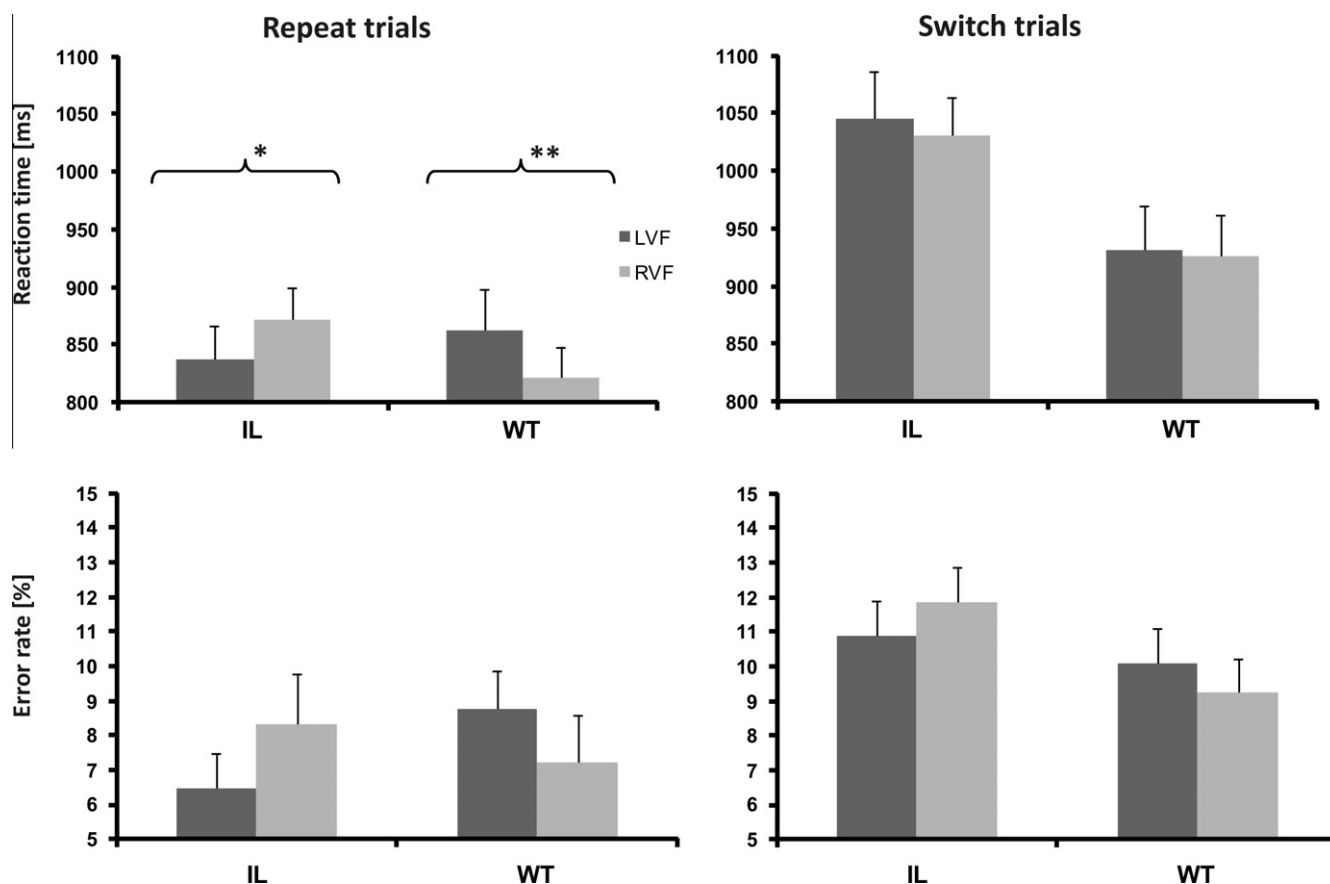 Repeat trials
Switch trials
Reaction time [ms]
1100
1050
1000
950
900
850
800
*
**
LVF
RVF
IL
WT
1100
1050
1000
950
900
850
800
IL
WT
Error rate [%]
15
14
13
12
11
10
9
8
7
6
5
IL
WT
15
14
13
12
11
10
9
8
7
6
5
IL
WT